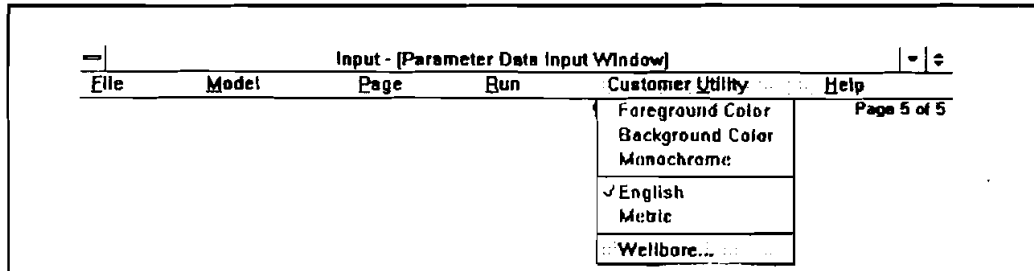 Input - [Parameter Data Input Window]
File Model Page Run Customer Utility Help
Page 5 of 5
Foreground Color
Background Color
Monochrome
✓ English
Metric
Wellbore...